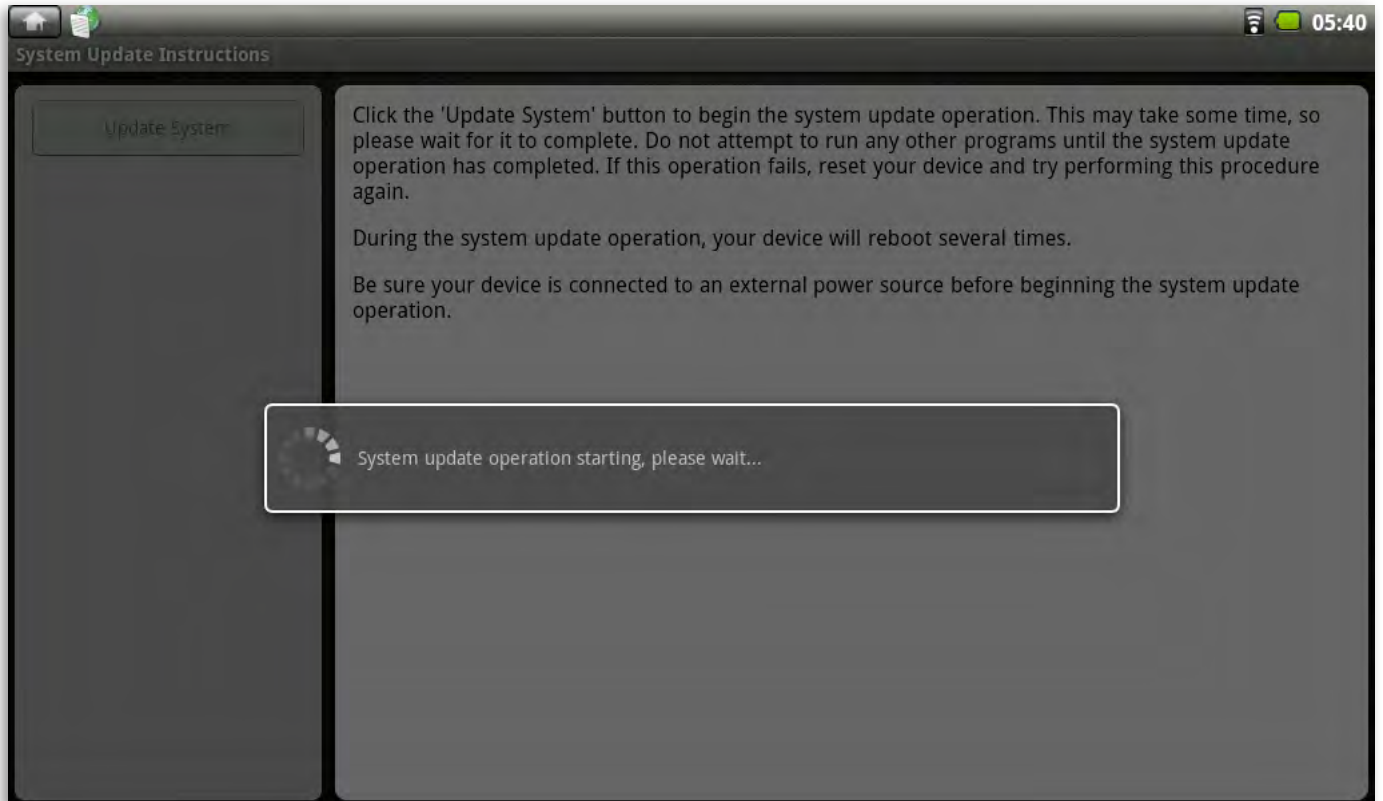 05:40
System Update Instructions
Update System
Click the 'Update System' button to begin the system update operation. This may take some time, so
please wait for it to complete. Do not attempt to run any other programs until the system update
operation has completed. If this operation fails, reset your device and try performing this procedure
again.
During the system update operation, your device will reboot several times.
Be sure your device is connected to an external power source before beginning the system update
operation.
System update operation starting, please wait...